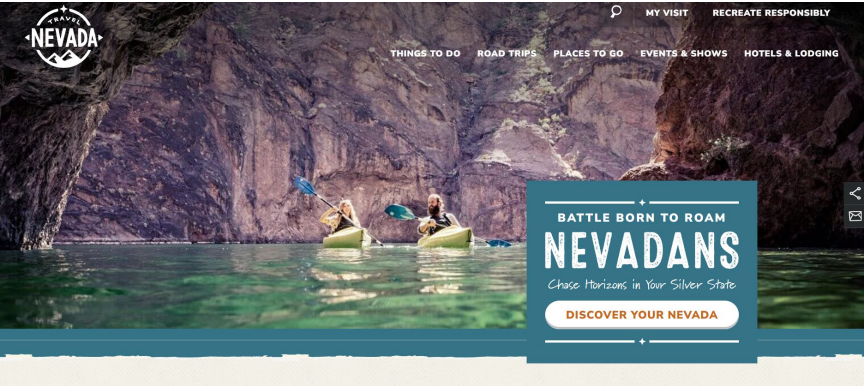 TRAVEL
NEVADA
MY VISIT
RECREATE RESPONSIBLY
THINGS TO DO
ROAD TRIPS
PLACES TO GO
EVENTS & SHOWS
HOTELS & LODGING
BATTLE BORN TO ROAM
NEVADANS
Chase Horizons in Your Silver State
DISCOVER YOUR NEVADA